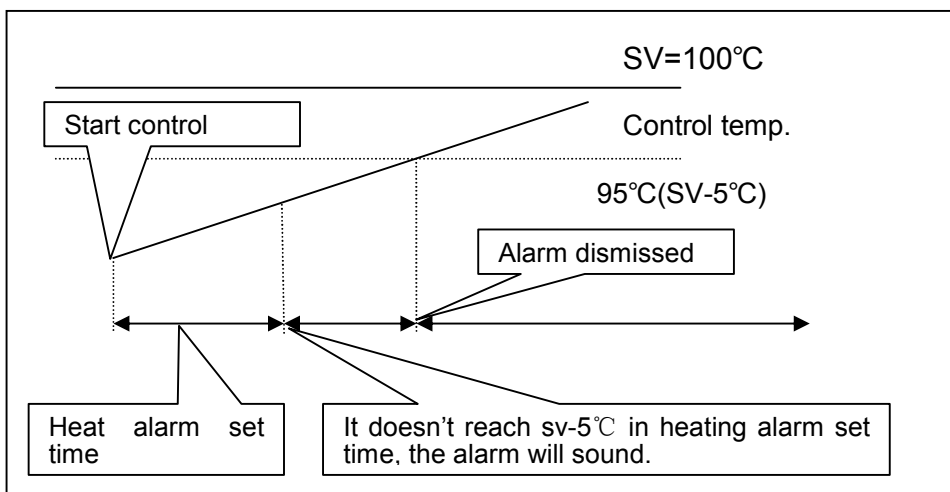 SV=100℃
Start control
Control temp.
95℃(SV-5℃)
Alarm dismissed
Heat alarm set
time
It doesn’t reach sv-5℃ in heating alarm set
time, the alarm will sound.